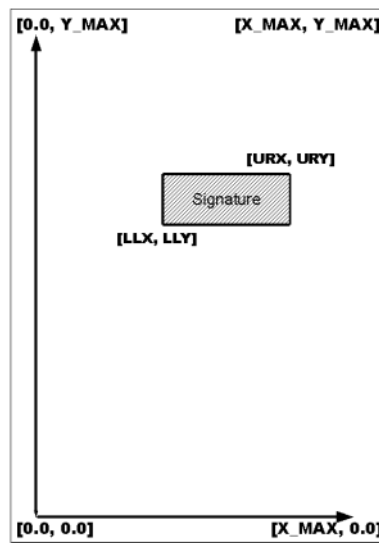 [0.0, Y_MAX] [X_MAX, Y_MAX]
[URX, URY]
Signature
[LLX, LLY]
[0.0, 0.0] [X_MAX, 0.0]